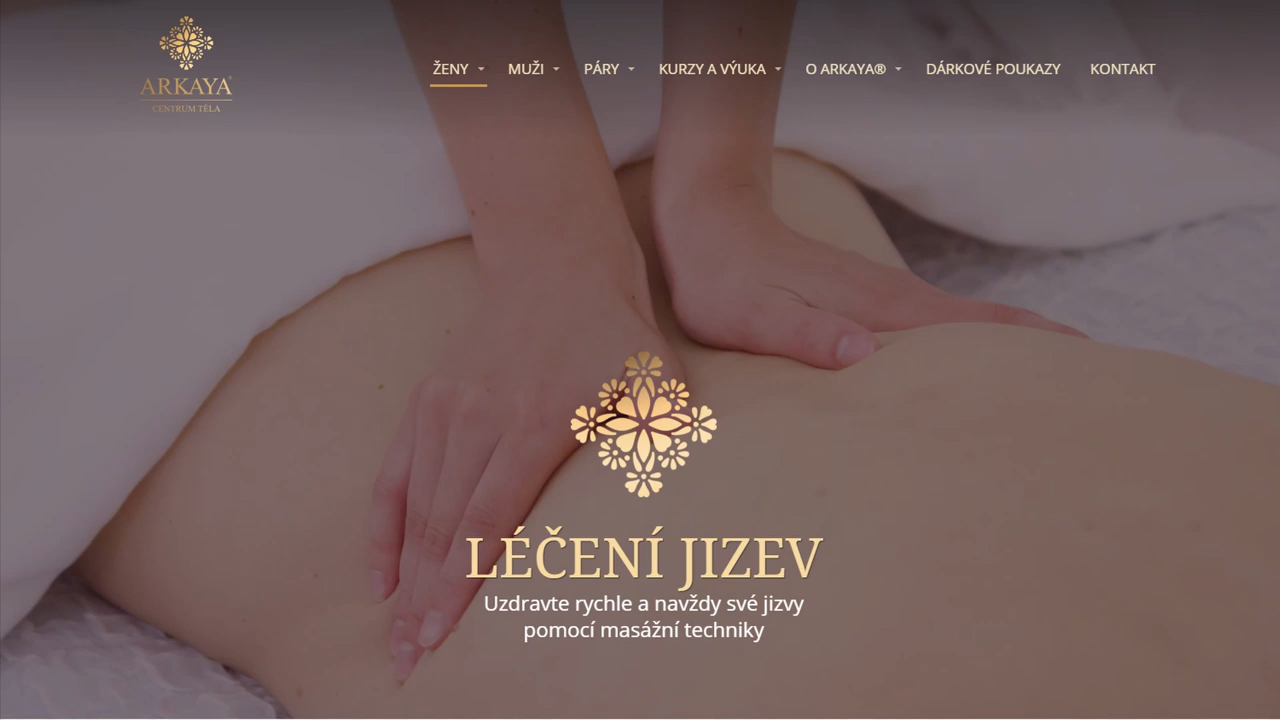 ARKAYA®
CENTRUM TĚLA
ŽENY
MUŽI
PÁRY
KURZY A VÝUKA
O ARKAYA®
DÁRKOVÉ POUKAZY
KONTAKT
LÉČENÍ JIZEV
Uzdravte rychle a navždy své jizvy
pomocí masážní techniky